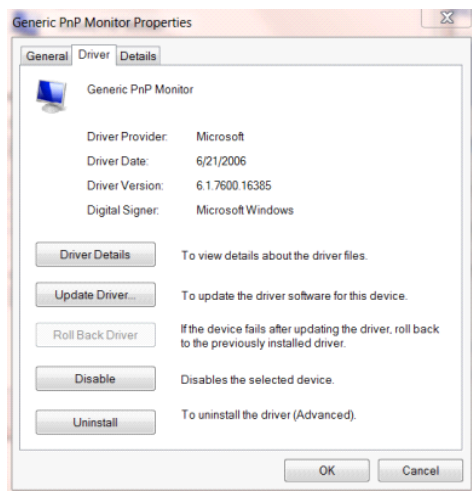 Generic PnP Monitor Properties
General Driver Details
Generic PnP Monitor
Driver Provider: Microsoft
Driver Date: 6/21/2006
Driver Version: 6.1.7600.16385
Digital Signer: Microsoft Windows
Driver Details To view details about the driver files.
Update Driver... To update the driver software for this device.
Roll Back Driver If the device fails after updating the driver, roll back
to the previously installed driver.
Disable Disables the selected device.
Uninstall To uninstall the driver (Advanced).
OK Cancel